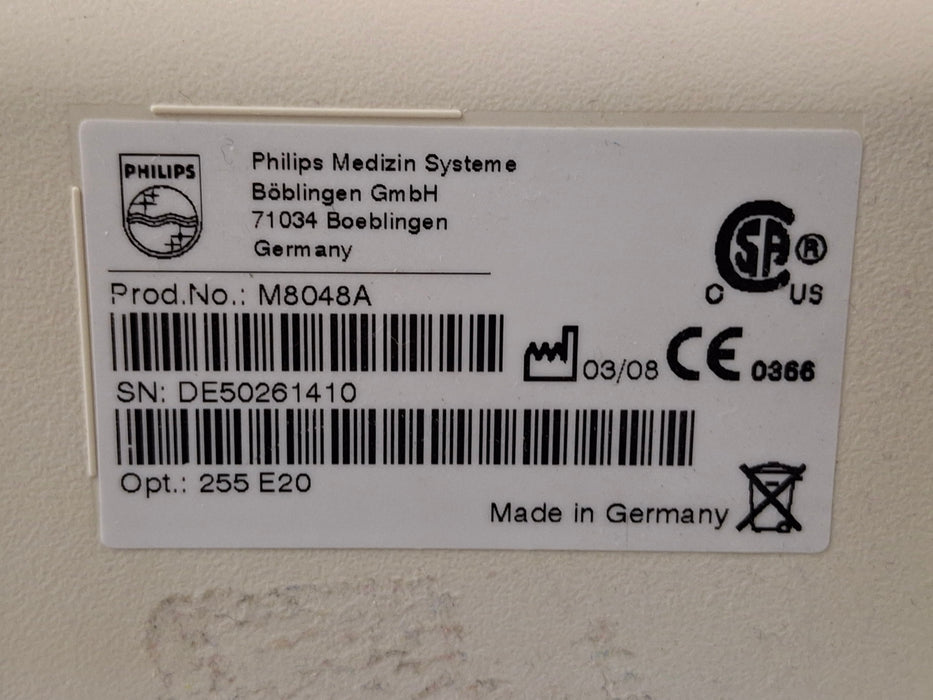 PHILIPS
Philips Medizin Systeme
Böblingen GmbH
71034 Boeblingen
Germany
Prod.No.: M8048A
SN: DE50261410
Opt.: 255 E20
03/08
CE 0366
SA ®
C US
Made in Germany